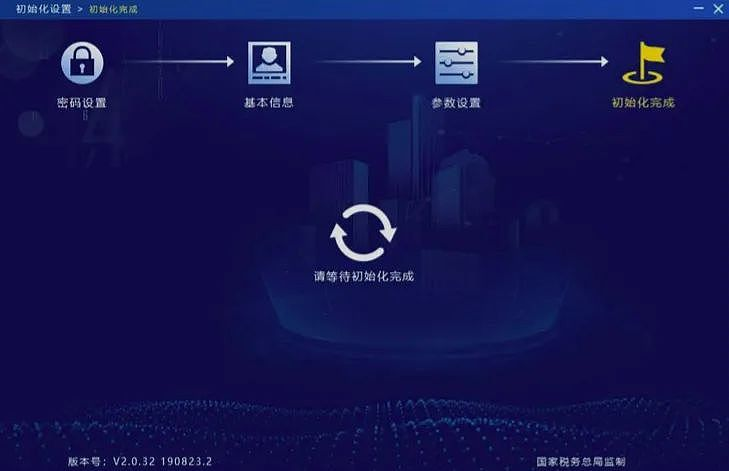 初始化设置 > 初始化完成
密码设置
基本信息
参数设置
初始化完成
请等待初始化完成
版本号：V2.0.32 190823.2
国家税务总局监制